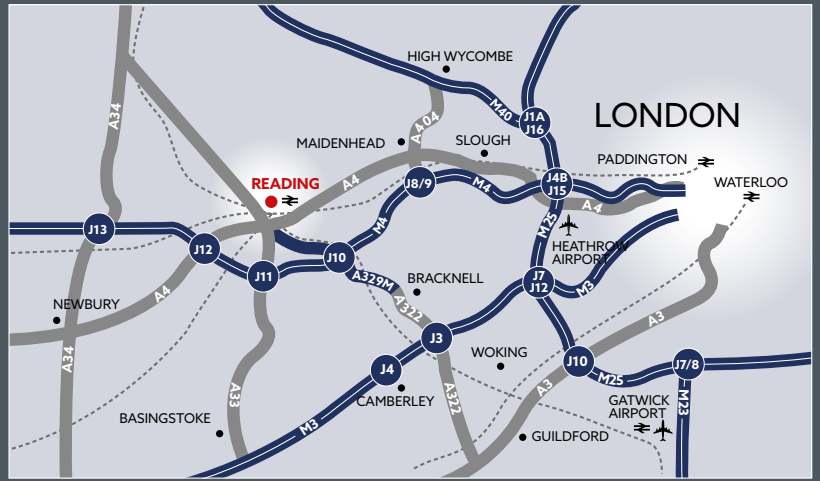 HIGH WYCOMBE
A34
A404
M40
J1A
J16
LONDON
MAIDENHEAD
SLOUGH
PADDINGTON
READING
A4
J8/9
M4
J4B
J15
WATERLOO
A4
M4
M25
J13
J12
J11
J10
HEATHROW
AIRPORT
A329M
BRACKNELL
J7
J12
M3
NEWBURY
A4
A322
A3
J3
A34
WOKING
J10
J7/8
J4
M25
A33
CAMBERLEY
A322
A3
M23
GATWICK
AIRPORT
BASINGSTOKE
M3
GUILDFORD